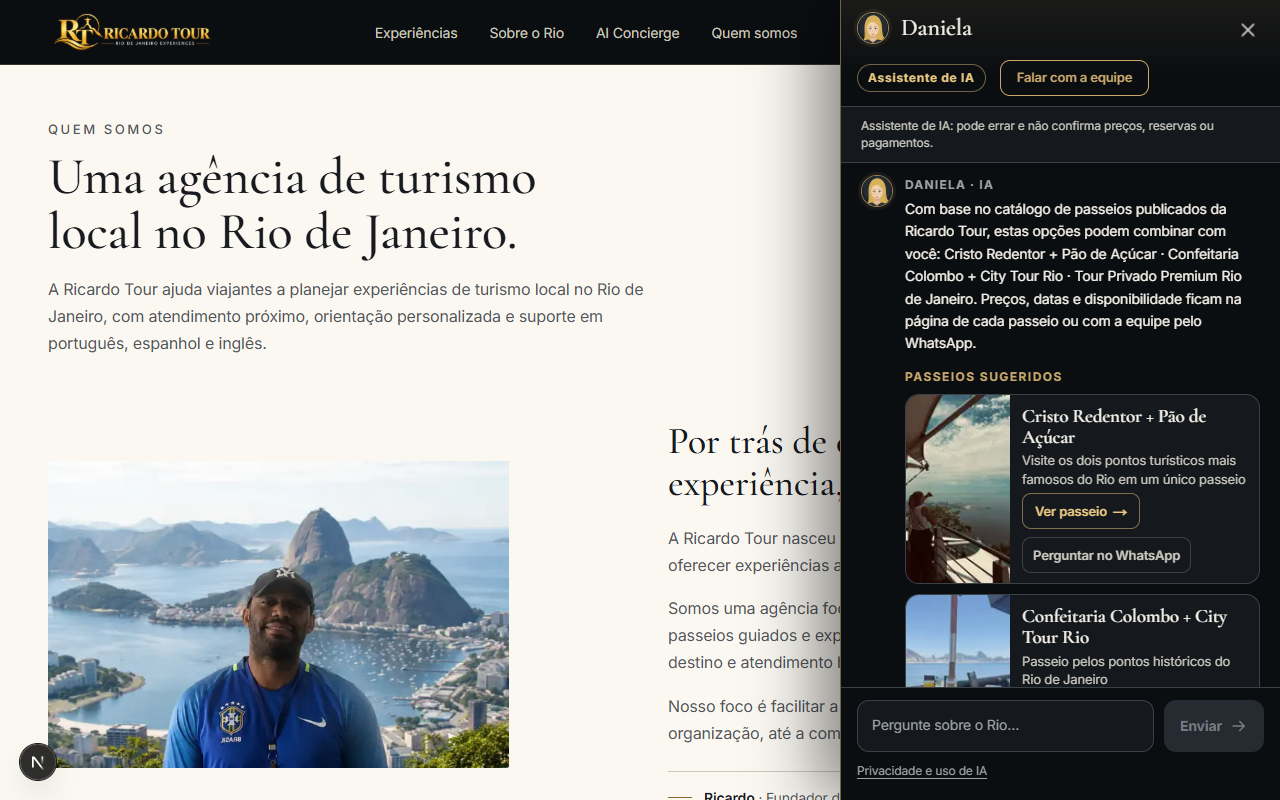 RICARDO TOUR
RIO DE JANEIRO EXPERIENCES
Experiências
Sobre o Rio
AI Concierge
Quem somos
QUEM SOMOS
Uma agência de turismo
local no Rio de Janeiro.
A Ricardo Tour ajuda viajantes a planejar experiências de turismo local no Rio de
Janeiro, com atendimento próximo, orientação personalizada e suporte em
português, espanhol e inglês.
Por trás de
experiência,
A Ricardo Tour nasceu
oferecer experiências
Somos uma agência
passeios guiados e
destino e atendimento
Nosso foco é facilitar a
organização, até a
Ricardo · Fundador
N
Daniela
Assistente de IA
Falar com a equipe
Assistente de IA: pode errar e não confirma preços, reservas ou
pagamentos.
DANIELA · IA
Com base no catálogo de passeios publicados da
Ricardo Tour, estas opções podem combinar com
você: Cristo Redentor + Pão de Açúcar · Confeitaria
Colombo + City Tour Rio · Tour Privado Premium Rio
de Janeiro. Preços, datas e disponibilidade ficam na
página de cada passeio ou com a equipe pelo
WhatsApp.
PASSEIOS SUGERIDOS
Cristo Redentor + Pão de
Açúcar
Visite os dois pontos turísticos mais
famosos do Rio em um único passeio
Ver passeio →
Perguntar no WhatsApp
Confeitaria Colombo + City
Tour Rio
Passeio pelos pontos históricos do
Rio de Janeiro
Pergunte sobre o Rio...
Enviar →
Privacidade e uso de IA